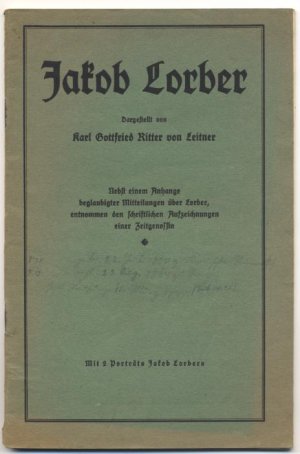 Jakob Lorber
Dargestellt von
Karl Gottfried Ritter von Leitner
Nebst einem Anhange
beglaubigter Mitteilungen über Lorber,
entnommen den schriftlichen Aufzeichnungen
einer Zeitgenossin
Mit 2 Porträts Jakob Lorbers